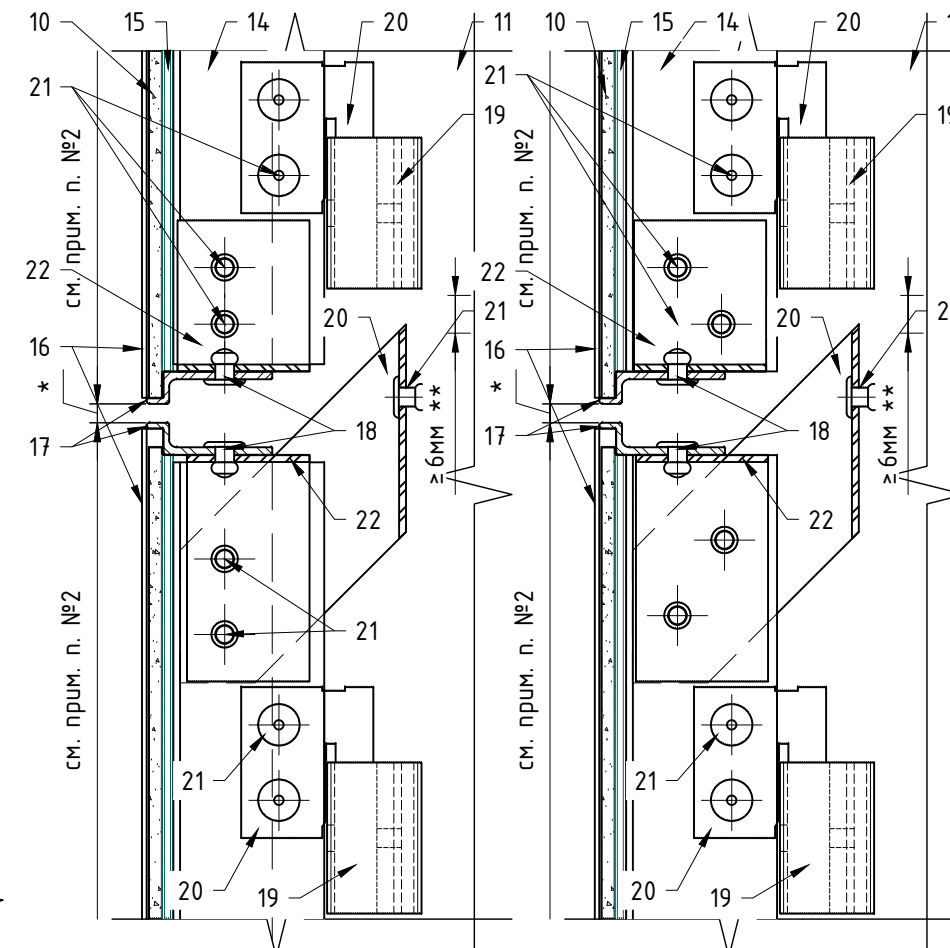 10 15 14 20 11 10 15 14 20
21 19 21 19
см. прим. п. №2
см. прим. п. №2
22 20 21 22 20
16 16
* *
17 18 17 18
≥6мм **
≥6мм **
22 22
21
см. прим. п. №2
см. прим. п. №2
21 21
20 19 20 19